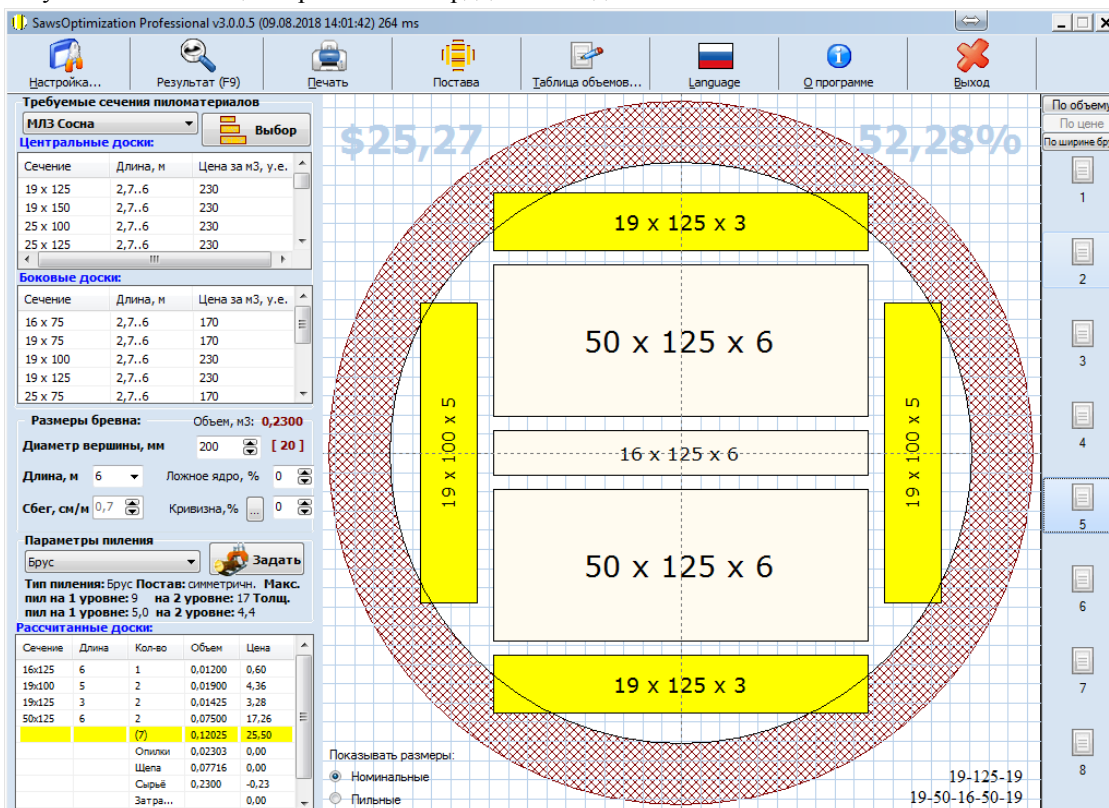 SawsOptimization Professional v3.0.0.5 (09.08.2018 14:01:42) 264 ms
Настройка... Результат (F9) Печать Постава Таблица объемов... Language О программе Выход
Требуемые сечения пиломатериалов
МЛЗ Сосна Выбор
Центральные доски:
Сечение Длина, м Цена за м3, у.е.
19 x 125 2,7..6 230
19 x 150 2,7..6 230
25 x 100 2,7..6 230
25 x 125 2,7..6 230
Боковые доски:
Сечение Длина, м Цена за м3, у.е.
16 x 75 2,7..6 170
19 x 75 2,7..6 170
19 x 100 2,7..6 230
19 x 125 2,7..6 230
25 x 75 2,7..6 170
Размеры бревна: Объем, м3: 0,2300
Диаметр вершины, мм 200 [ 20 ]
Длина, м 6 Ложное ядро, % 0
Сбег, см/м 0,7 Кривизна,% ... 0
Параметры пиления
Брус Задать
Тип пиления: Брус Постав: симметричн. Макс.
пил на 1 уровне: 9 на 2 уровне: 17 Толщ.
пил на 1 уровне: 5,0 на 2 уровне: 4,4
Рассчитанные доски:
Сечение Длина Кол-во Объем Цена
16x125 6 1 0,01200 0,60
19x100 5 2 0,01900 4,36
19x125 3 2 0,01425 3,28
50x125 6 2 0,07500 17,26
(7) 0,12025 25,50
Опилки 0,02303 0,00
Щепа 0,07716 0,00
Сырьё 0,2300 -0,23
Затра... 0,00
$25,27 52,28%
19 x 125 x 3
50 x 125 x 6
19 x 100 x 5
16 x 125 x 6
19 x 100 x 5
50 x 125 x 6
19 x 125 x 3
Показывать размеры:
Номинальные
Пильные
19-125-19
19-50-16-50-19
По объему
По цене
По ширине бру
1
2
3
4
5
6
7
8